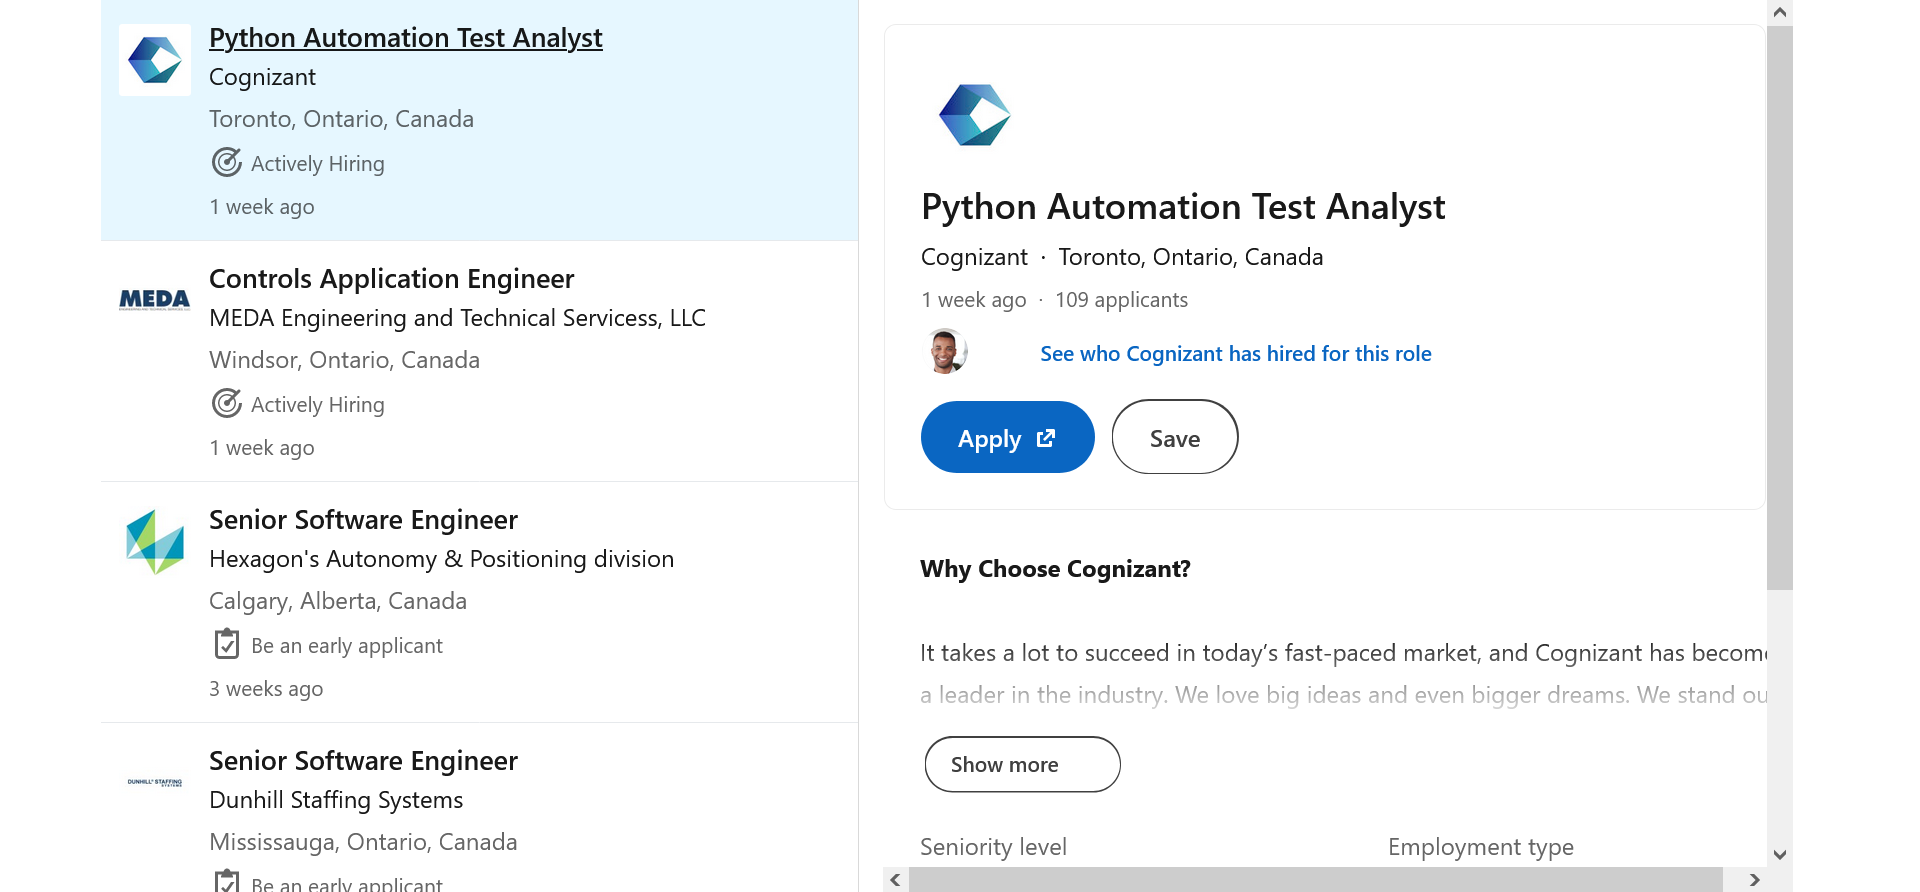 Python Automation Test Analyst
Cognizant
Toronto, Ontario, Canada
Actively Hiring
1 week ago
MEDA
Controls Application Engineer
MEDA Engineering and Technical Servicess, LLC
Windsor, Ontario, Canada
Actively Hiring
1 week ago
Senior Software Engineer
Hexagon's Autonomy & Positioning division
Calgary, Alberta, Canada
Be an early applicant
3 weeks ago
DUNHILL STAFFING
SYSTEMS
Senior Software Engineer
Dunhill Staffing Systems
Mississauga, Ontario, Canada
Be an early applicant
Python Automation Test Analyst
Cognizant · Toronto, Ontario, Canada
1 week ago · 109 applicants
See who Cognizant has hired for this role
Apply
Save
Why Choose Cognizant?
It takes a lot to succeed in today’s fast-paced market, and Cognizant has become
a leader in the industry. We love big ideas and even bigger dreams. We stand ou
Show more
Seniority level
Employment type